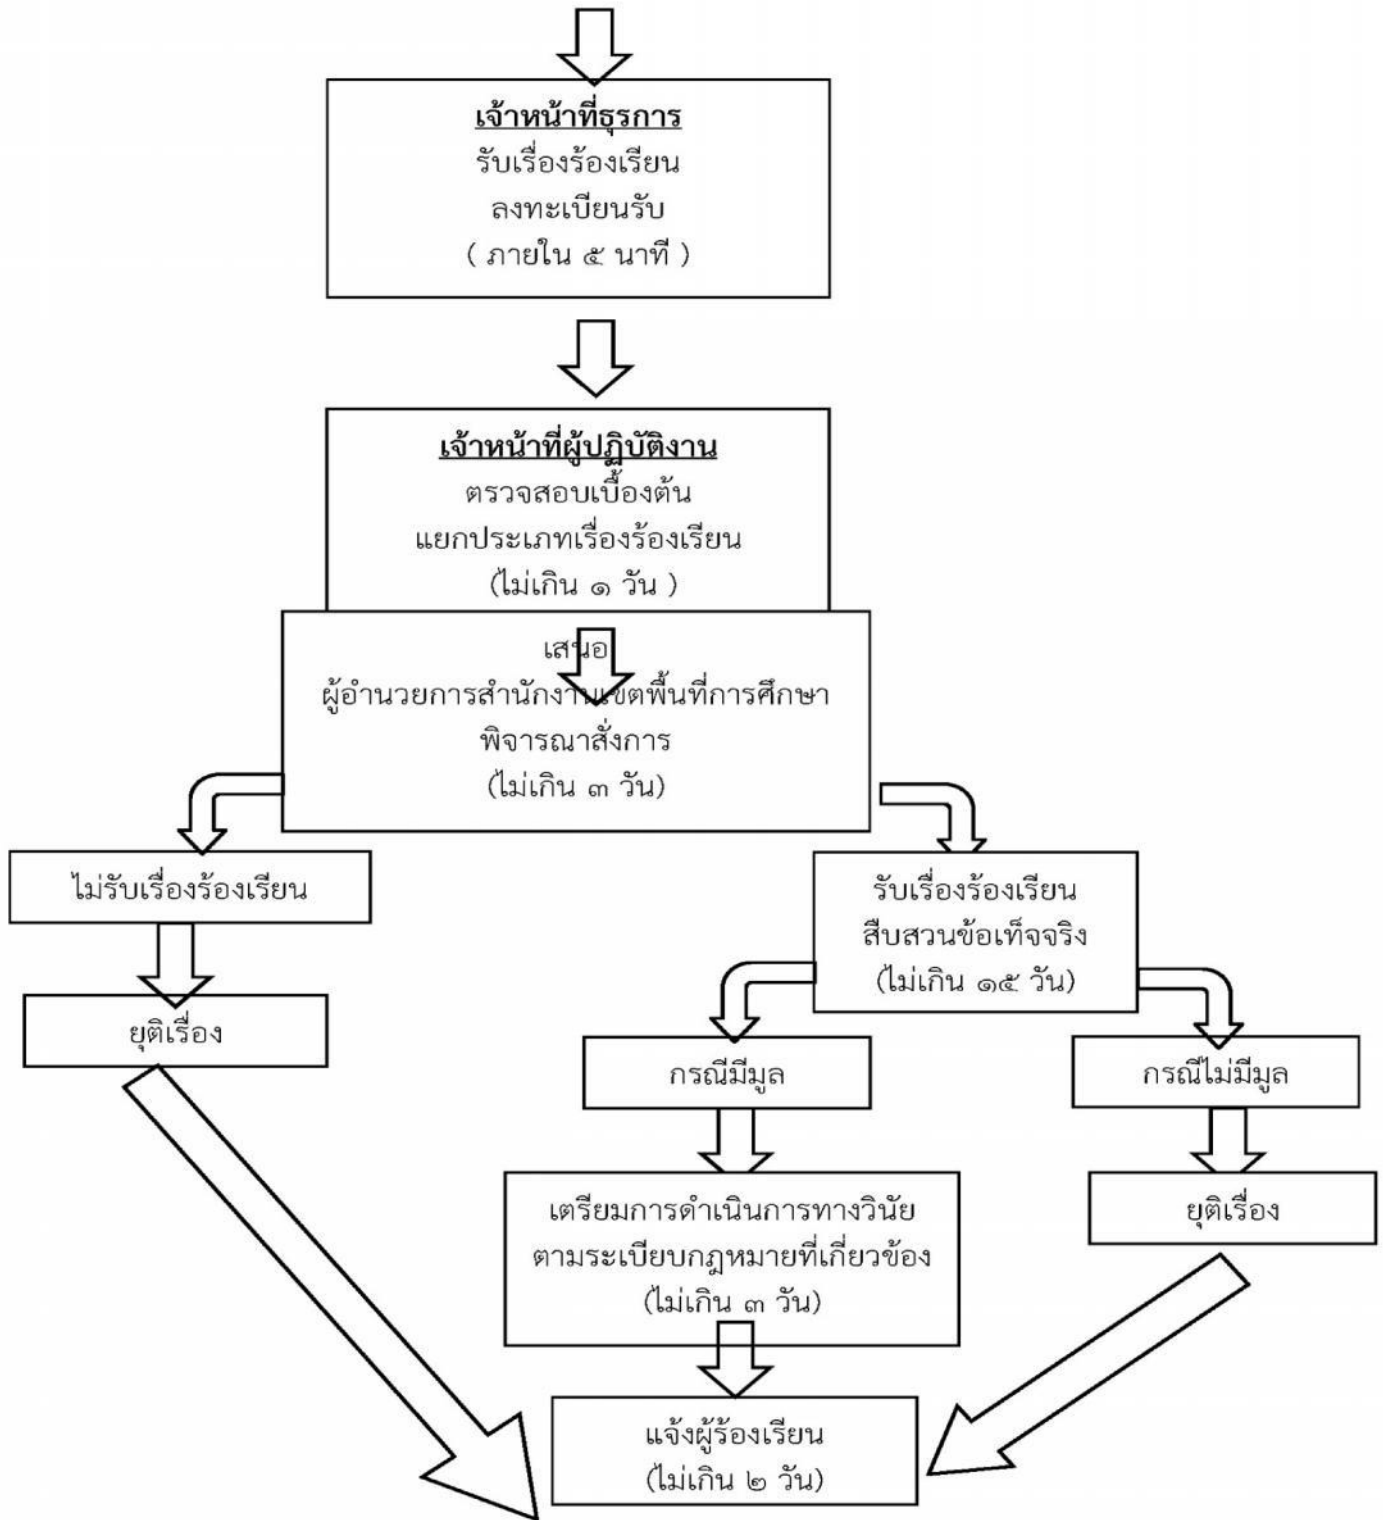 เจ้าหน้าที่ธุรการ
รับเรื่องร้องเรียน
ลงทะเบียนรับ
( ภายใน ๕ นาที )
เจ้าหน้าที่ผู้ปฏิบัติงาน
ตรวจสอบเบื้องต้น
แยกประเภทเรื่องร้องเรียน
(ไม่เกิน ๑ วัน )
เสนอ
ผู้อำนวยการสำนักงานเขตพื้นที่การศึกษา
พิจารณาสั่งการ
(ไม่เกิน ๓ วัน)
ไม่รับเรื่องร้องเรียน
รับเรื่องร้องเรียน
สืบสวนข้อเท็จจริง
(ไม่เกิน ๑๕ วัน)
ยุติเรื่อง
กรณีมีมูล
กรณีไม่มีมูล
เตรียมการดำเนินการทางวินัย
ตามระเบียบกฎหมายที่เกี่ยวข้อง
(ไม่เกิน ๓ วัน)
ยุติเรื่อง
แจ้งผู้ร้องเรียน
(ไม่เกิน ๒ วัน)